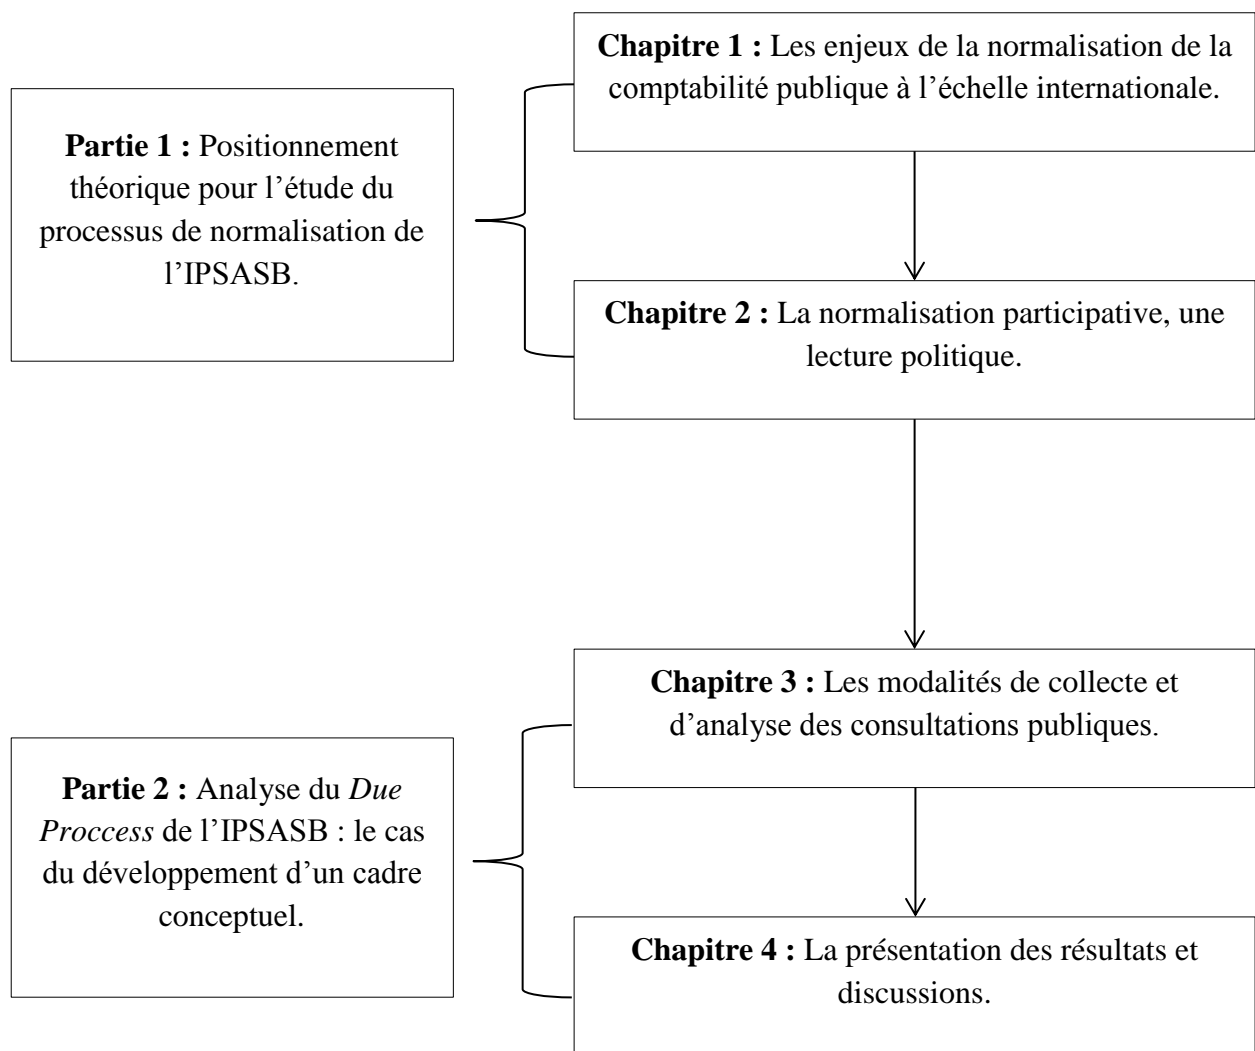 Partie 1 : Positionnement
théorique pour l’étude du
processus de normalisation de
l’IPSASB.
Chapitre 1 : Les enjeux de la normalisation de la
comptabilité publique à l’échelle internationale.
Chapitre 2 : La normalisation participative, une
lecture politique.
Partie 2 : Analyse du Due
Proccess de l’IPSASB : le cas
du développement d’un cadre
conceptuel.
Chapitre 3 : Les modalités de collecte et
d’analyse des consultations publiques.
Chapitre 4 : La présentation des résultats et
discussions.